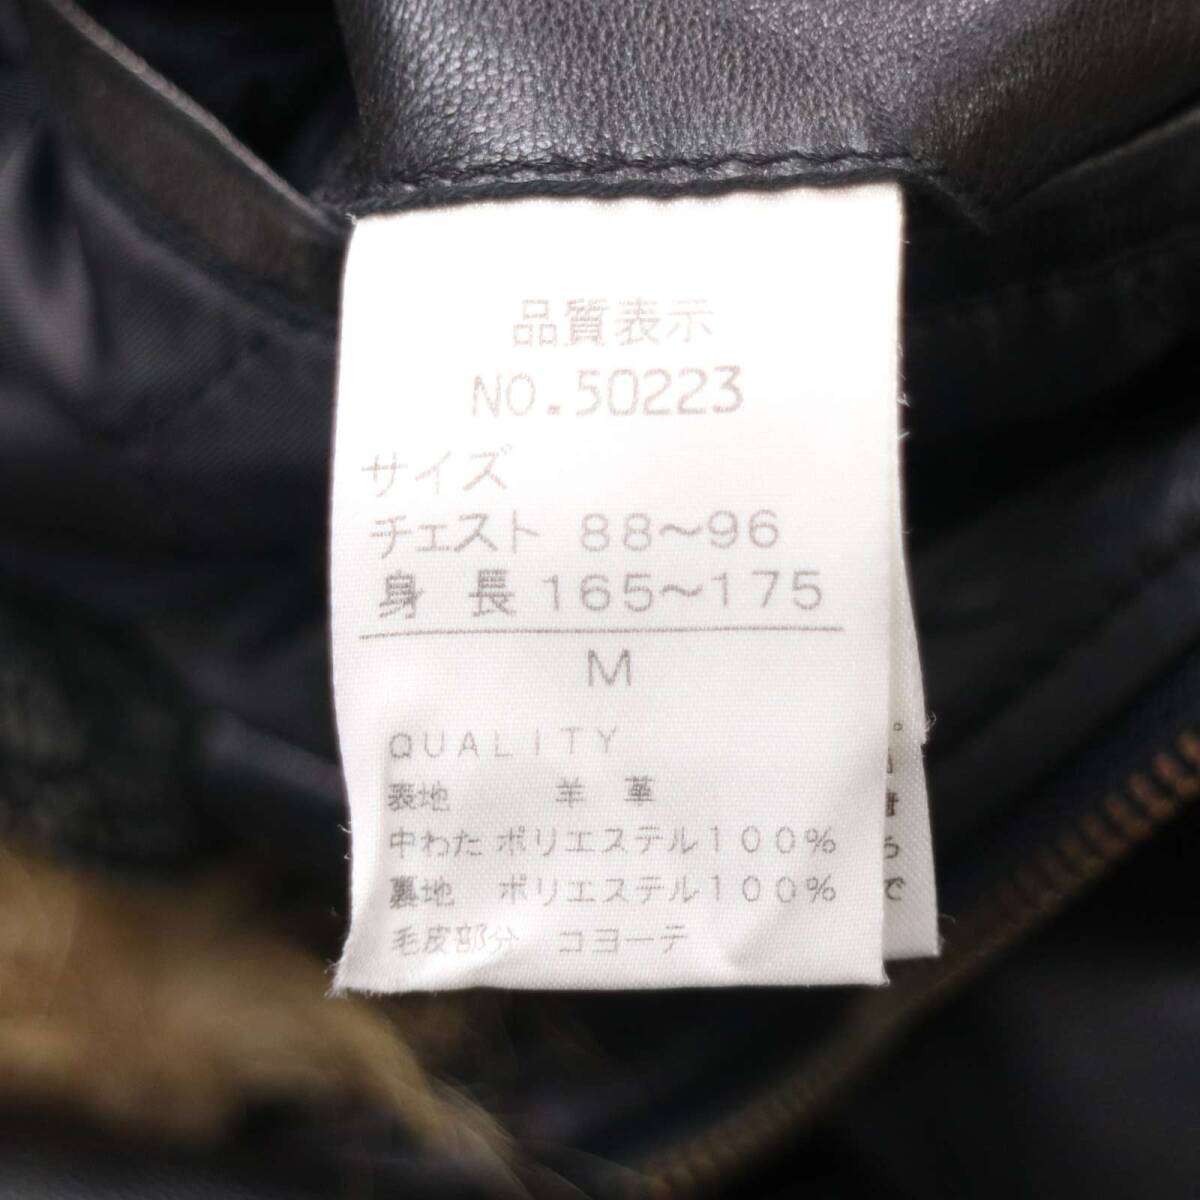 品質表示
NO.50223
サイズ
チェスト 88～96
身長 165～175
M
QUALITY
表地 羊革
中わた ポリエステル100%
裏地 ポリエステル100%
毛皮部分 コヨーテ